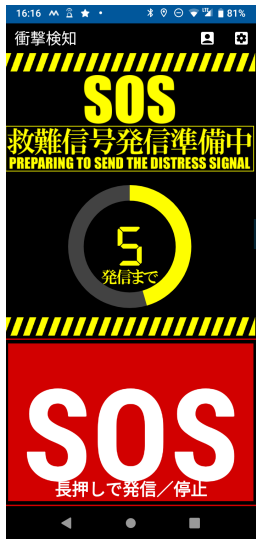 16:16 81%
衝撃検知
SOS
救難信号発信準備中
PREPARING TO SEND THE DISTRESS SIGNAL
5
発信まで
SOS
長押しで発信／停止